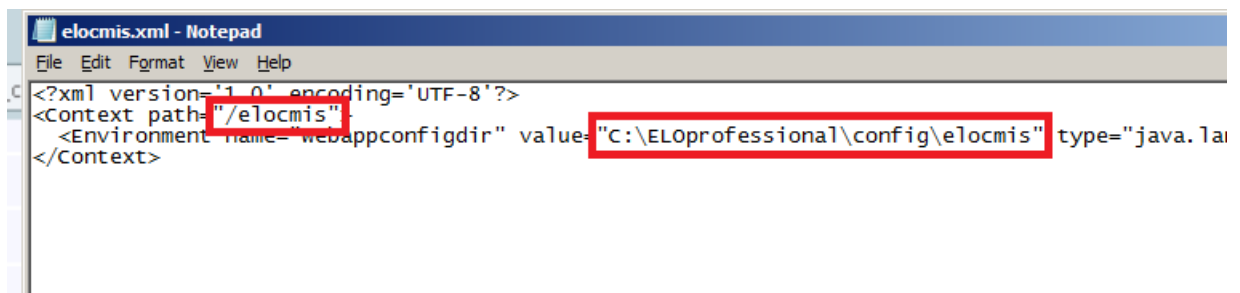 elocmis.xml - Notepad
File Edit Format View Help
<?xml version='1.0' encoding='UTF-8'?>
<Context path="/elocmis">
<Environment name="webappconfigdir" value="C:\ELOprofessional\config\elocmis" type="java.la
</Context>